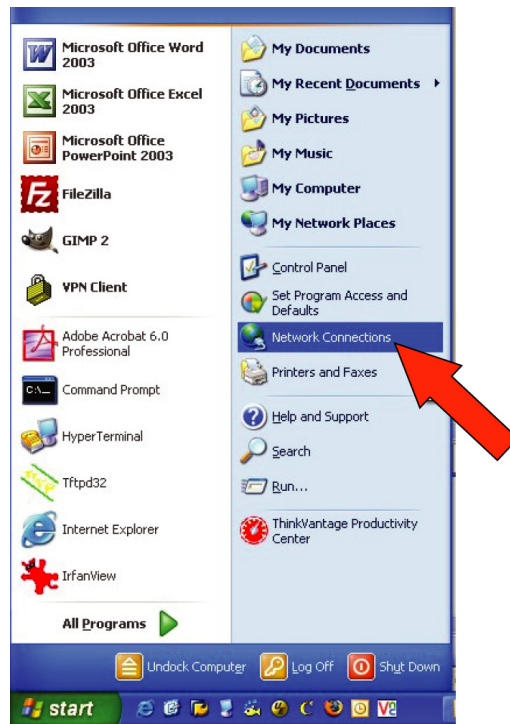 Microsoft Office Word
2003
Microsoft Office Excel
2003
Microsoft Office
PowerPoint 2003
FileZilla
GIMP 2
VPN Client
Adobe Acrobat 6.0
Professional
Command Prompt
HyperTerminal
Tftpd32
Internet Explorer
IrfanView
All Programs
My Documents
My Recent Documents
My Pictures
My Music
My Computer
My Network Places
Control Panel
Set Program Access and
Defaults
Network Connections
Printers and Faxes
Help and Support
Search
Run...
ThinkVantage Productivity
Center
Undock Computer
Log Off
Shut Down
start